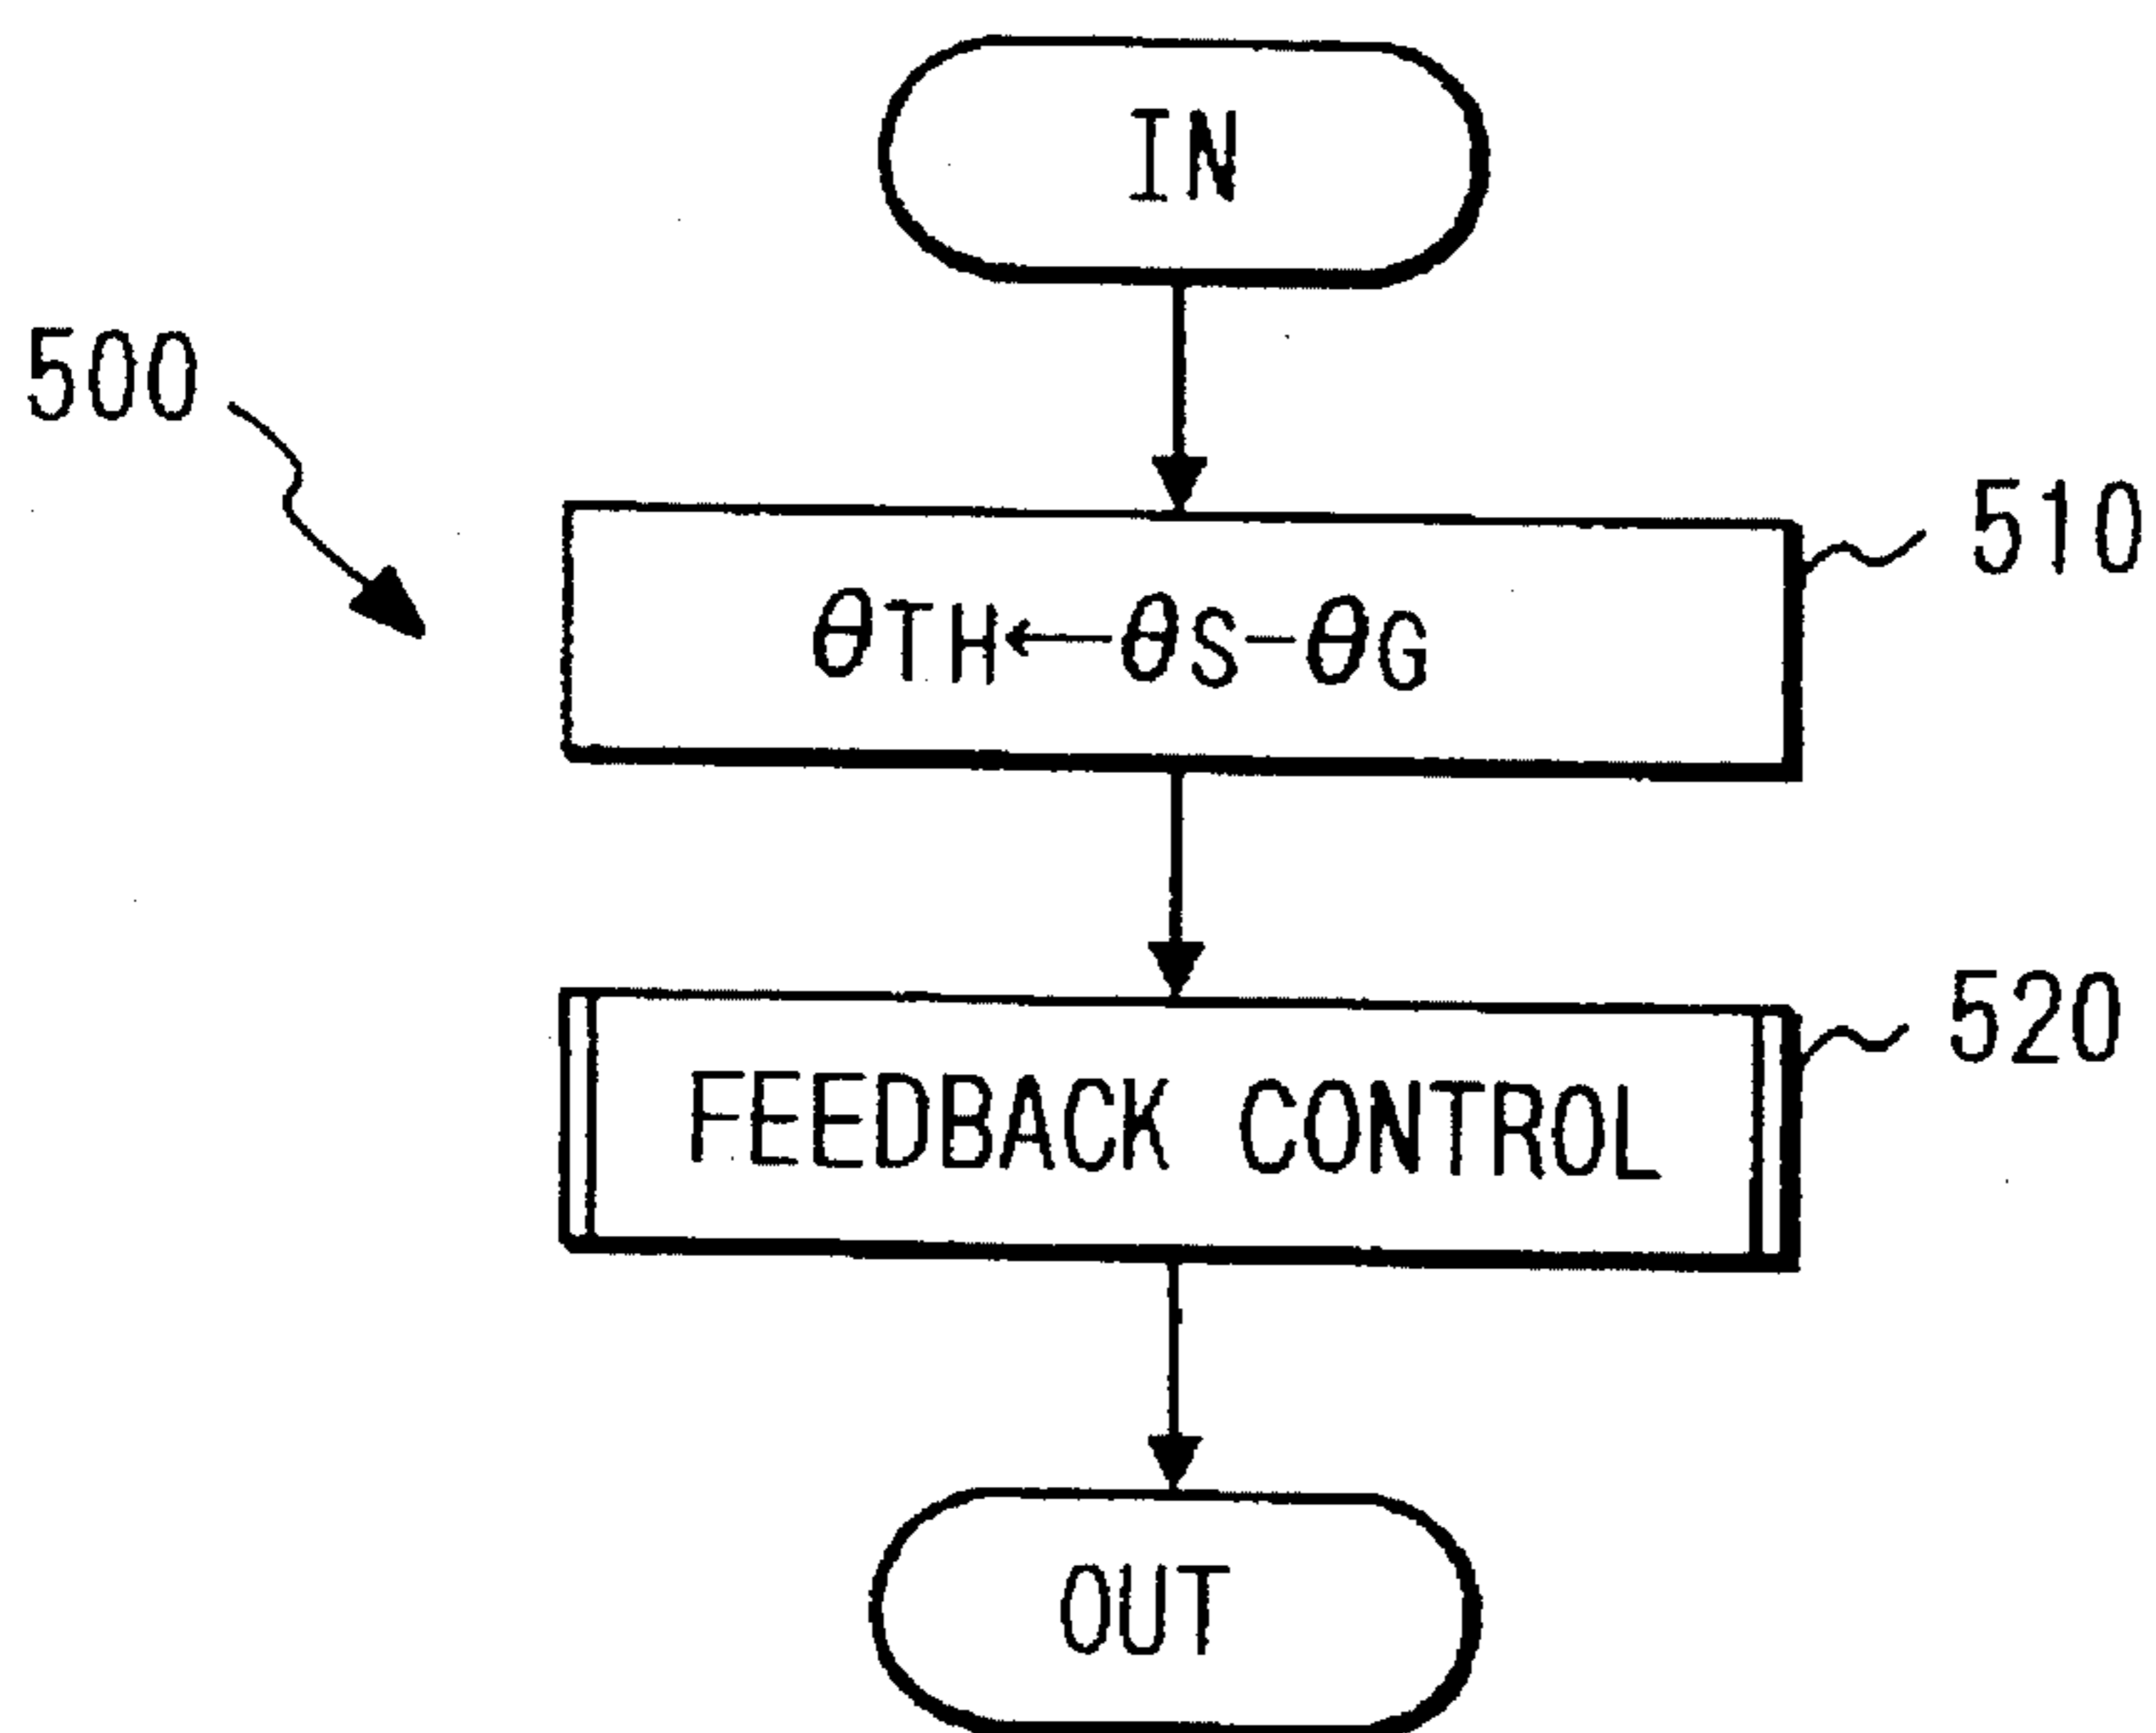 IN
500
510
θTH←θS-θG
520
FEEDBACK CONTROL
OUT